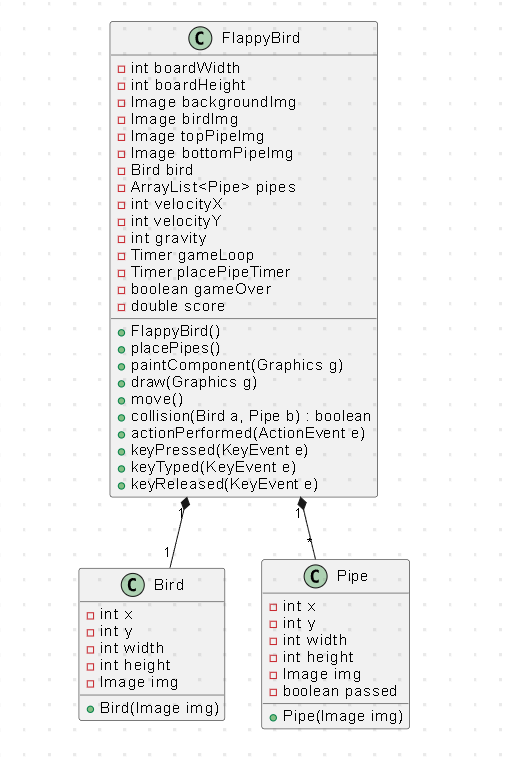 C FlappyBird
int boardWidth
int boardHeight
Image backgroundImg
Image birdImg
Image topPipeImg
Image bottomPipeImg
Bird bird
ArrayList<Pipe> pipes
int velocityX
int velocityY
int gravity
Timer gameLoop
Timer placePipeTimer
boolean gameOver
double score
FlappyBird()
placePipes()
paintComponent(Graphics g)
draw(Graphics g)
move()
collision(Bird a, Pipe b) : boolean
actionPerformed(ActionEvent e)
keyPressed(KeyEvent e)
keyTyped(KeyEvent e)
keyReleased(KeyEvent e)
1
1
1
*
C Bird
int x
int y
int width
int height
Image img
Bird(Image img)
C Pipe
int x
int y
int width
int height
Image img
boolean passed
Pipe(Image img)